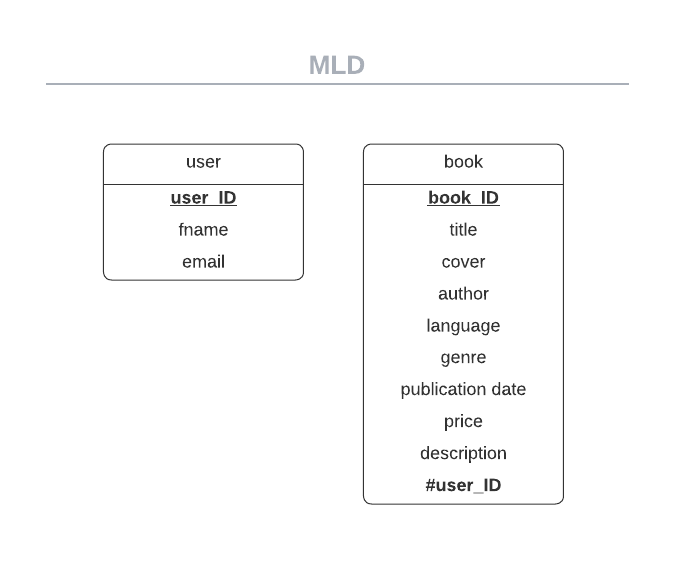 MLD
user
user_ID
fname
email
book
book_ID
title
cover
author
language
genre
publication date
price
description
#user_ID